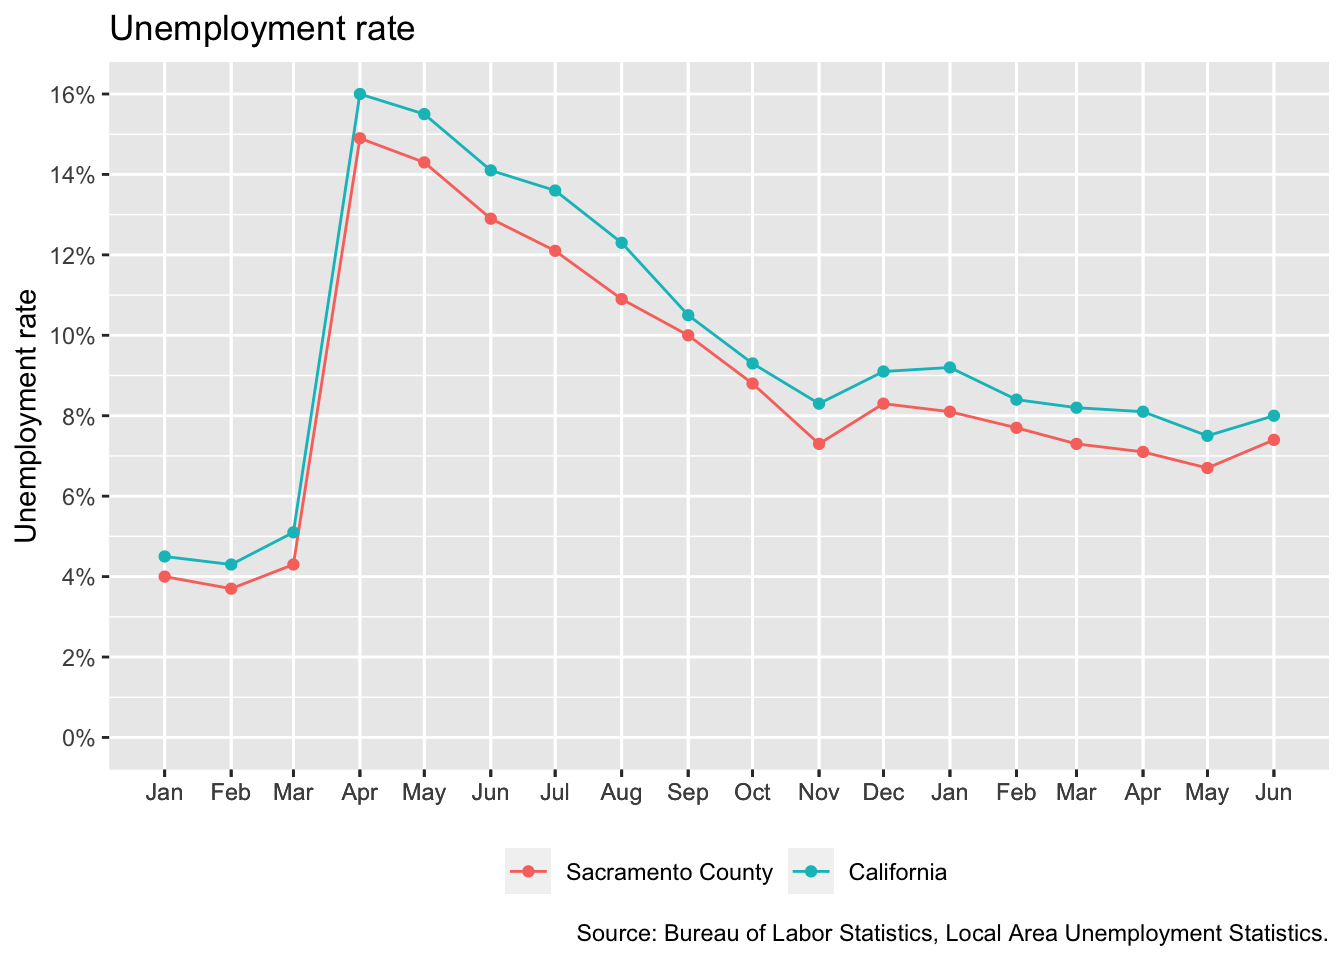 Unemployment rate
Unemployment rate
16%
14%
12%
10%
8%
6%
4%
2%
0%
Jan Feb Mar Apr May Jun Jul Aug Sep Oct Nov Dec Jan Feb Mar Apr May Jun
Sacramento County California
Source: Bureau of Labor Statistics, Local Area Unemployment Statistics.